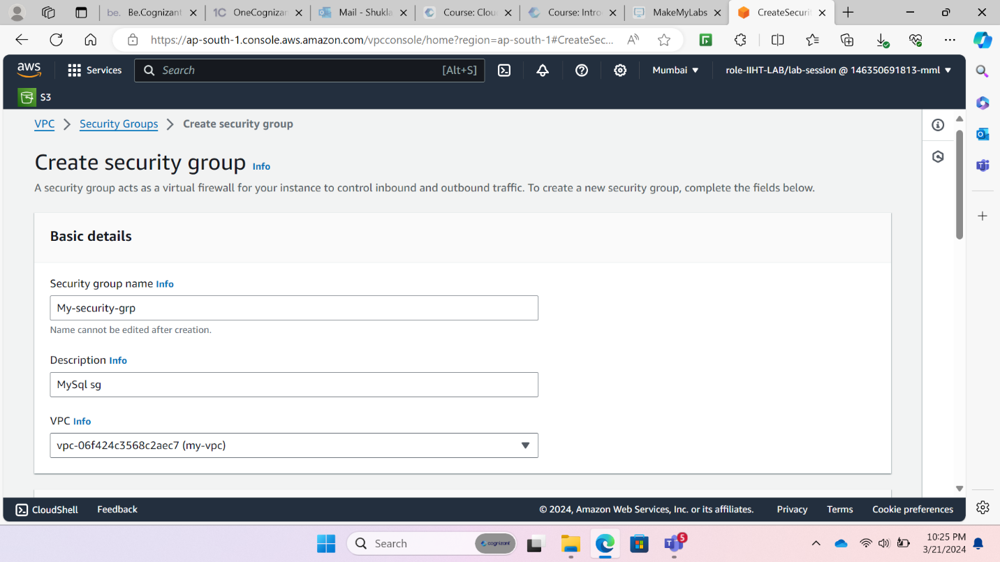 be. Be.Cognizant
1C OneCognizan
Mail - Shukla
Course: Clou
Course: Intro
MakeMyLabs
CreateSecurit
https://ap-south-1.console.aws.amazon.com/vpcconsole/home?region=ap-south-1#CreateSec...
aws
Services
Search
[Alt+S]
Mumbai
role-IIHT-LAB/lab-session @ 146350691813-mml
S3
VPC
Security Groups
Create security group
Create security group Info
A security group acts as a virtual firewall for your instance to control inbound and outbound traffic. To create a new security group, complete the fields below.
Basic details
Security group name Info
My-security-grp
Name cannot be edited after creation.
Description Info
MySql sg
VPC Info
vpc-06f424c3568c2aec7 (my-vpc)
CloudShell
Feedback
© 2024, Amazon Web Services, Inc. or its affiliates.
Privacy
Terms
Cookie preferences
Search
cognizant
5
10:25 PM
3/21/2024